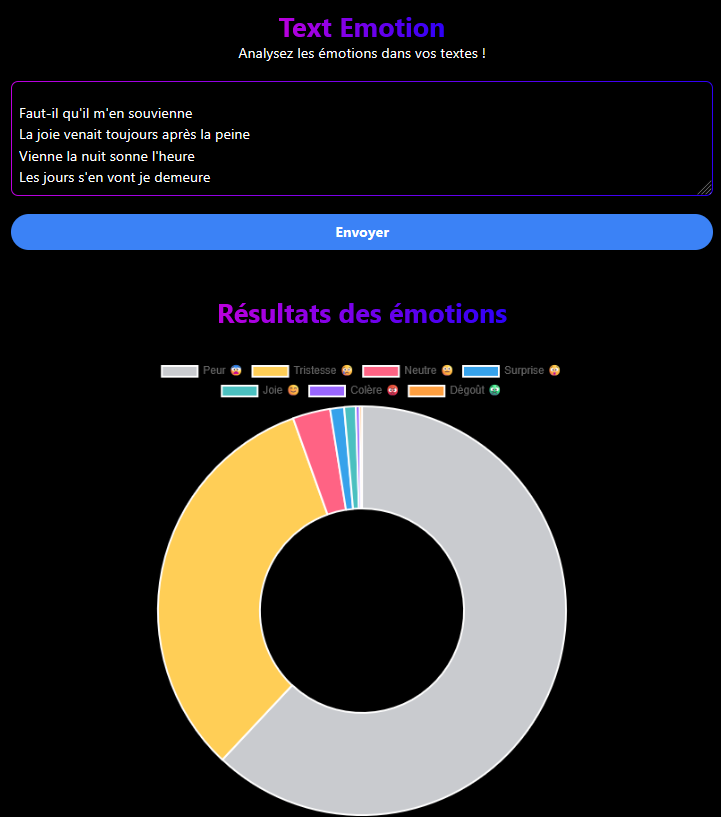 Text Emotion
Analysez les émotions dans vos textes !
Faut-il qu'il m'en souvienne
La joie venait toujours après la peine
Vienne la nuit sonne l'heure
Les jours s'en vont je demeure
Envoyer
Résultats des émotions
Peur 😨 Tristesse 😢 Neutre 😐 Surprise 😲
Joie 😊 Colère 😡 Dégoût 🤢